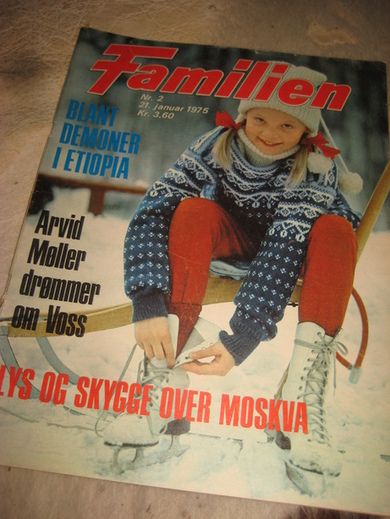 Familien
Nr. 2
21. januar 1975
Kr. 3,60
BLANT
DEMONER
I ETIOPIA
Arvid
Møller
drømmer
om Voss
LYS OG SKYGGE OVER MOSKVA